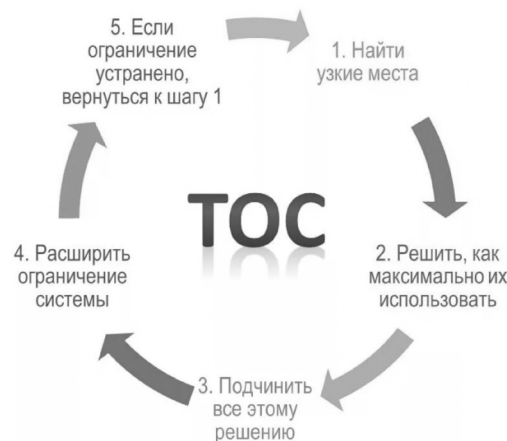 5. Если
ограничение
устранено,
вернуться к шагу 1
1. Найти
узкие места
ТОС
2. Решить, как
максимально их
использовать
3. Подчинить
все этому
решению
4. Расширить
ограничение
системы